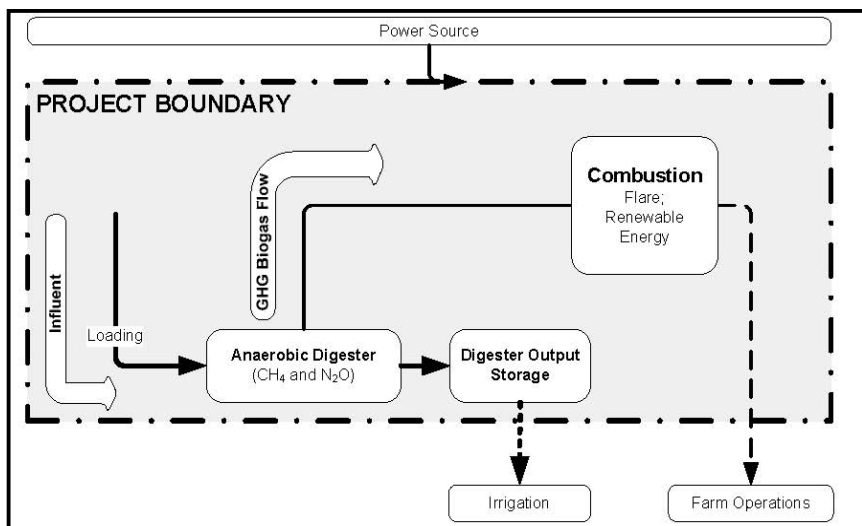 Power Source
PROJECT BOUNDARY
GHG Biogas Flow
Combustion
Flare;
Renewable
Energy
Influent
Loading
Anaerobic Digester
(CH₄ and N₂O)
Digester Output
Storage
Irrigation
Farm Operations